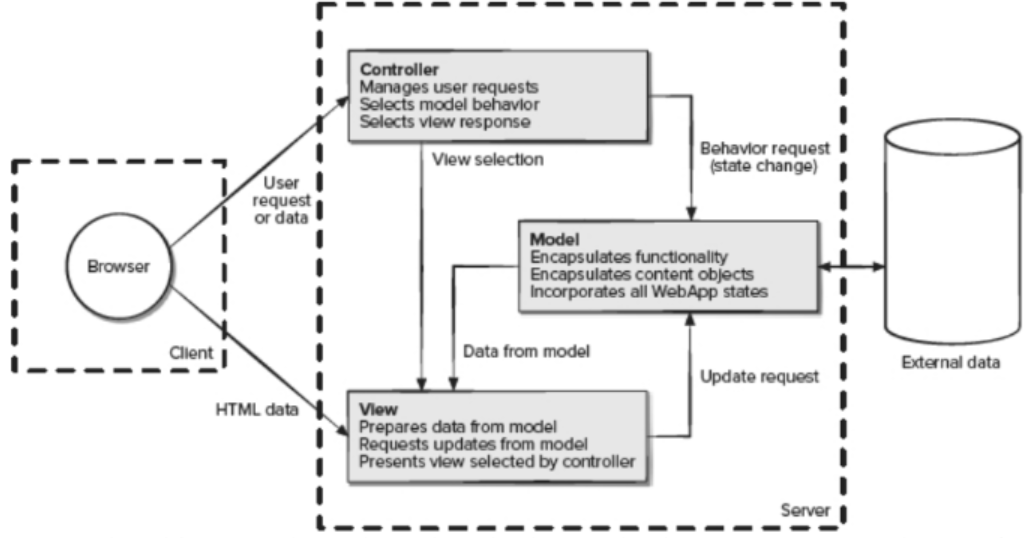 Controller
Manages user requests
Selects model behavior
Selects view response
View selection
Behavior request
(state change)
User
request
or data
Browser
Client
Model
Encapsulates functionality
Encapsulates content objects
Incorporates all WebApp states
External data
Data from model
Update request
HTML data
View
Prepares data from model
Requests updates from model
Presents view selected by controller
Server